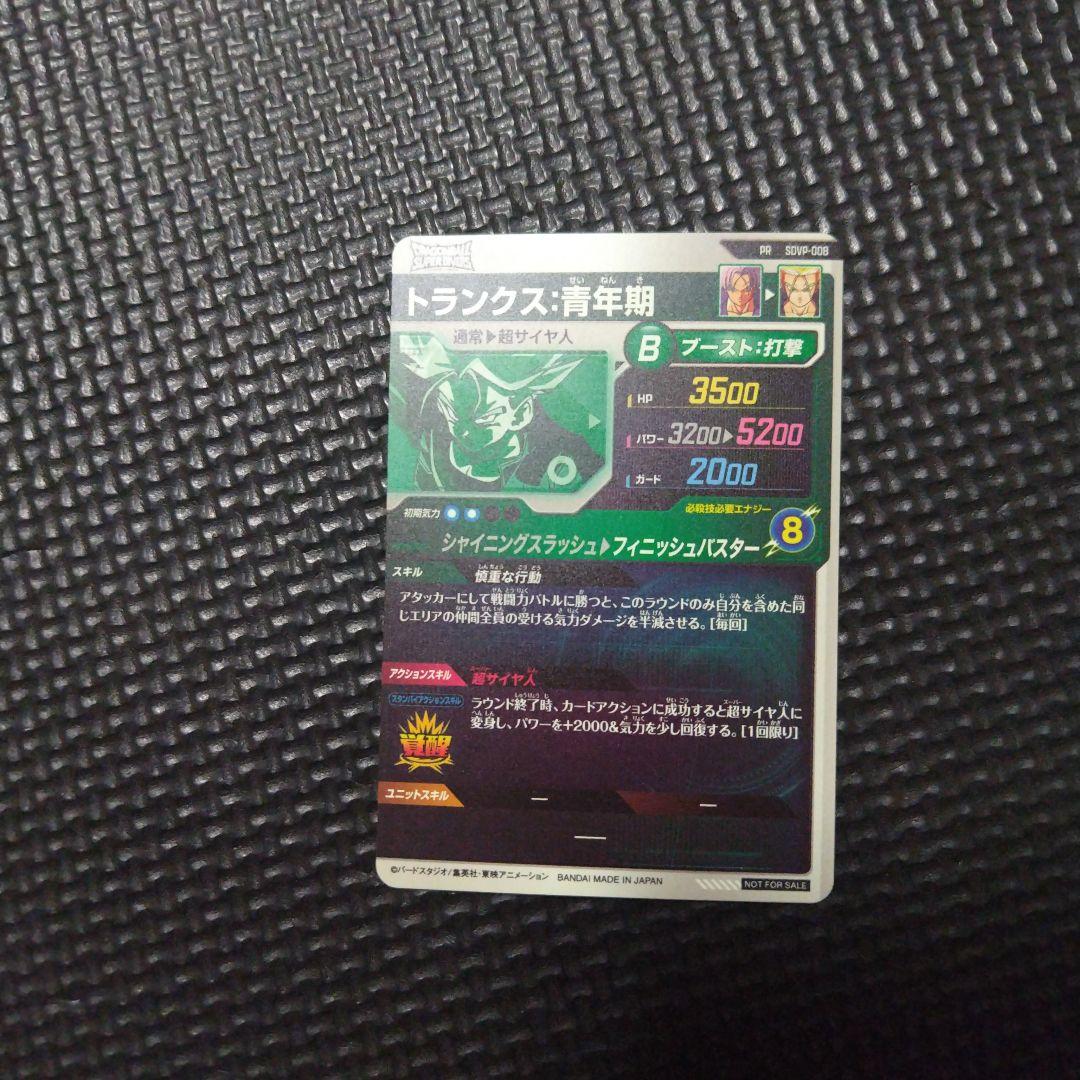 PR SDVP-008
トランクス:青年期
せいねんき
通常▶超サイヤ人
B ブースト:打撃
HP 3500
パワー 3200▶5200
ガード 2000
初期気力
必殺技必要エナジー
8
シャイニングスラッシュ▶フィニッシュバスター
スキル 慎重な行動
アタッカーにして戦闘力バトルに勝つと、このラウンドのみ自分を含めた同
じエリアの仲間全員の受ける気力ダメージを半減させる。[毎回]
アクションスキル 超サイヤ人
スタンバイアクションスキル
覚醒
ラウンド終了時、カードアクションに成功すると超サイヤ人に
変身し、パワーを+2000&気力を少し回復する。[1回限り]
ユニットスキル — —
—
©バードスタジオ/集英社・東映アニメーション BANDAI MADE IN JAPAN
NOT FOR SALE